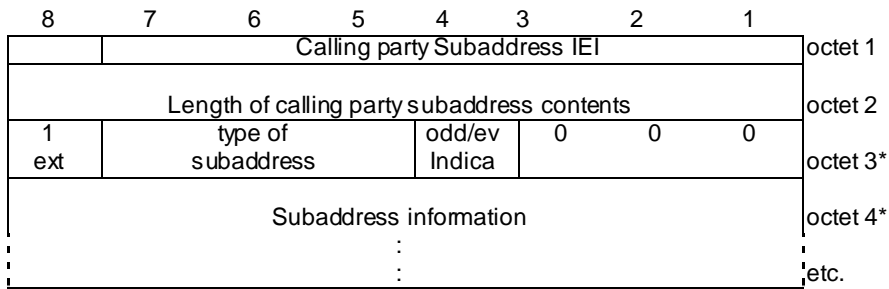 8 7 6 5 4 3 2 1
Calling party Subaddress IEI octet 1
Length of calling party subaddress contents octet 2
1 type of odd/ev 0 0 0
ext subaddress Indica octet 3*
Subaddress information octet 4*
:
: etc.